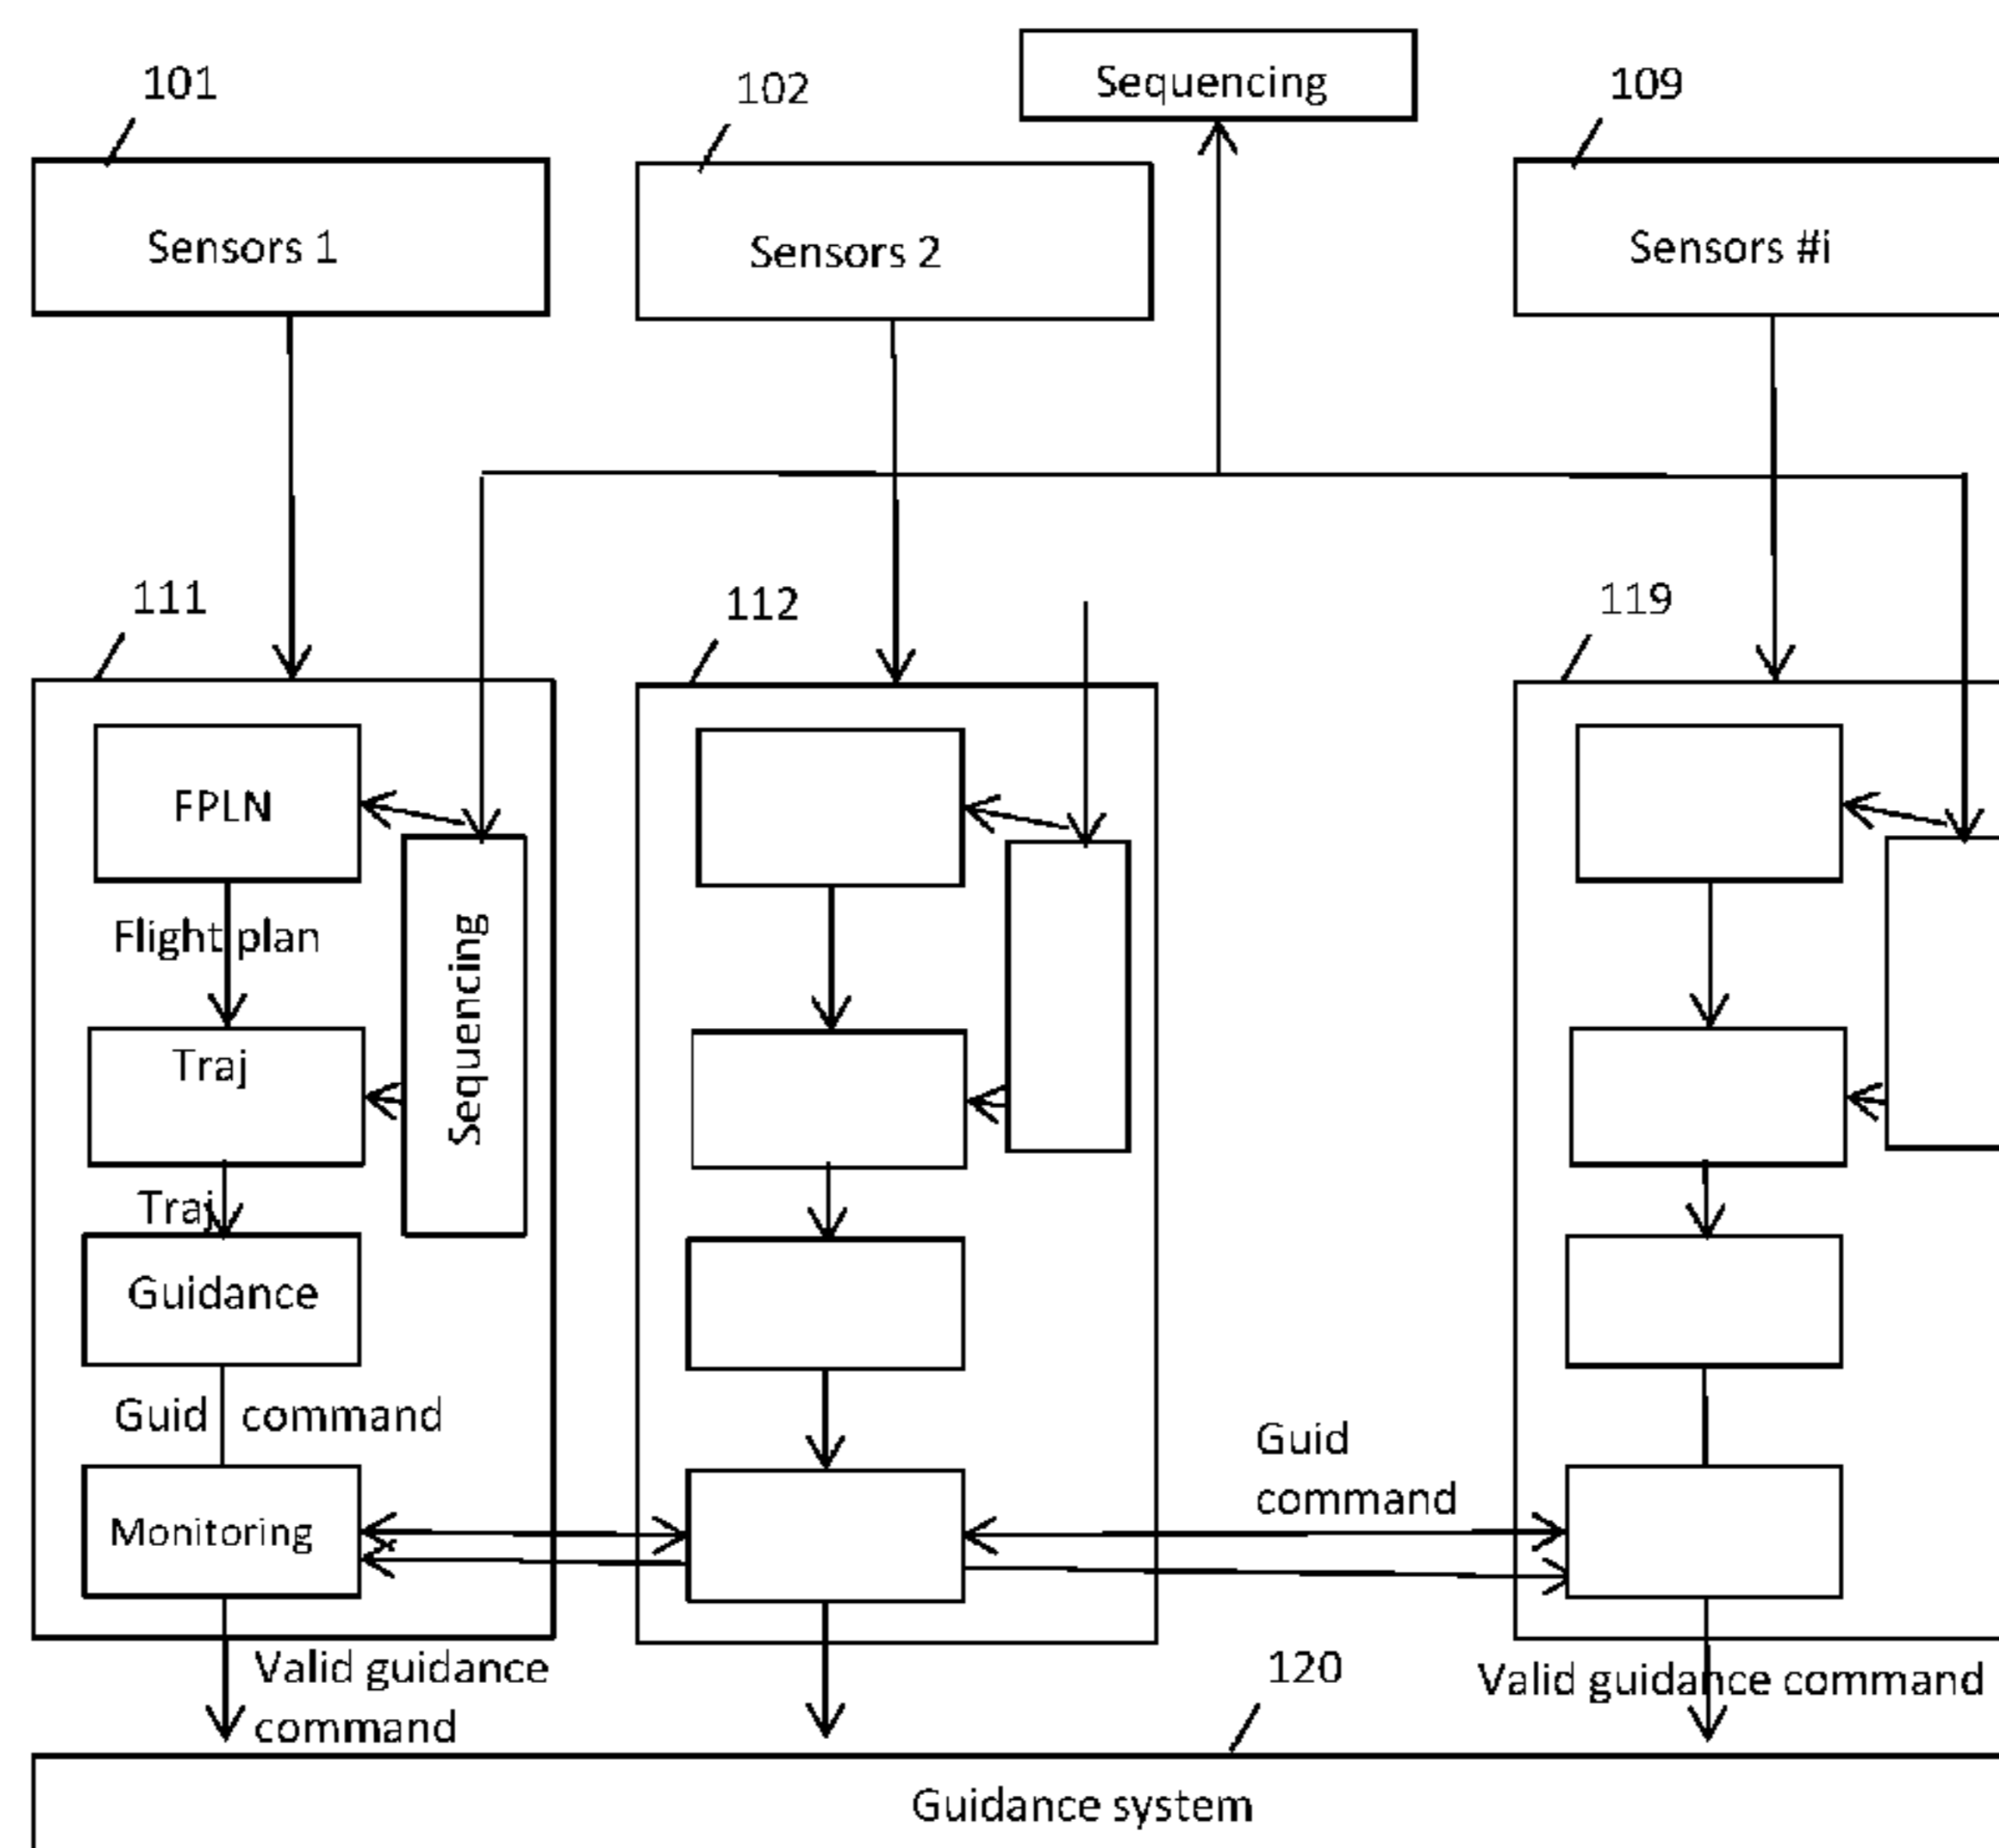 101
102
Sequencing
109
Sensors 1
Sensors 2
Sensors #i
111
112
119
FPLN
Flight plan
Sequencing
Traj
Traj
Guidance
Guid command
Guid
command
Monitoring
Valid guidance
command
120
Valid guidance command
Guidance system